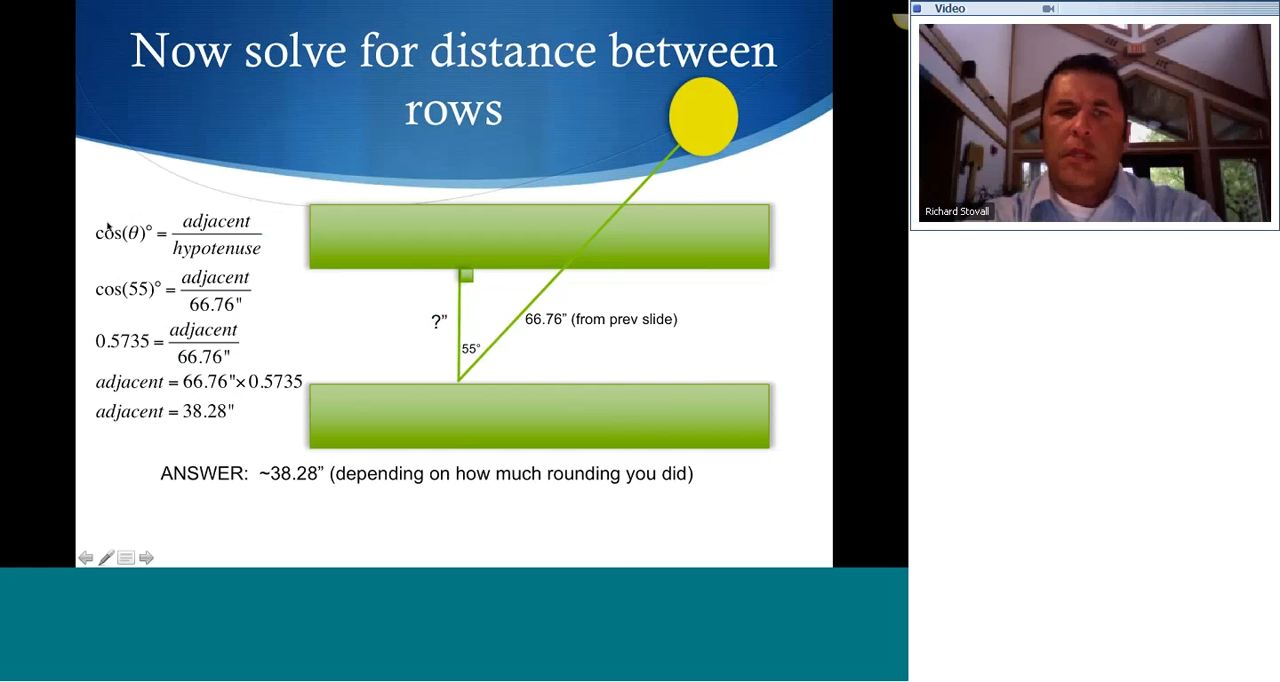 Video
Now solve for distance between
rows
Richard Stovall
cos(θ)° = adjacent / hypotenuse
cos(55)° = adjacent / 66.76"
0.5735 = adjacent / 66.76"
adjacent = 66.76"× 0.5735
adjacent = 38.28"
?”
66.76” (from prev slide)
55°
ANSWER: ~38.28” (depending on how much rounding you did)